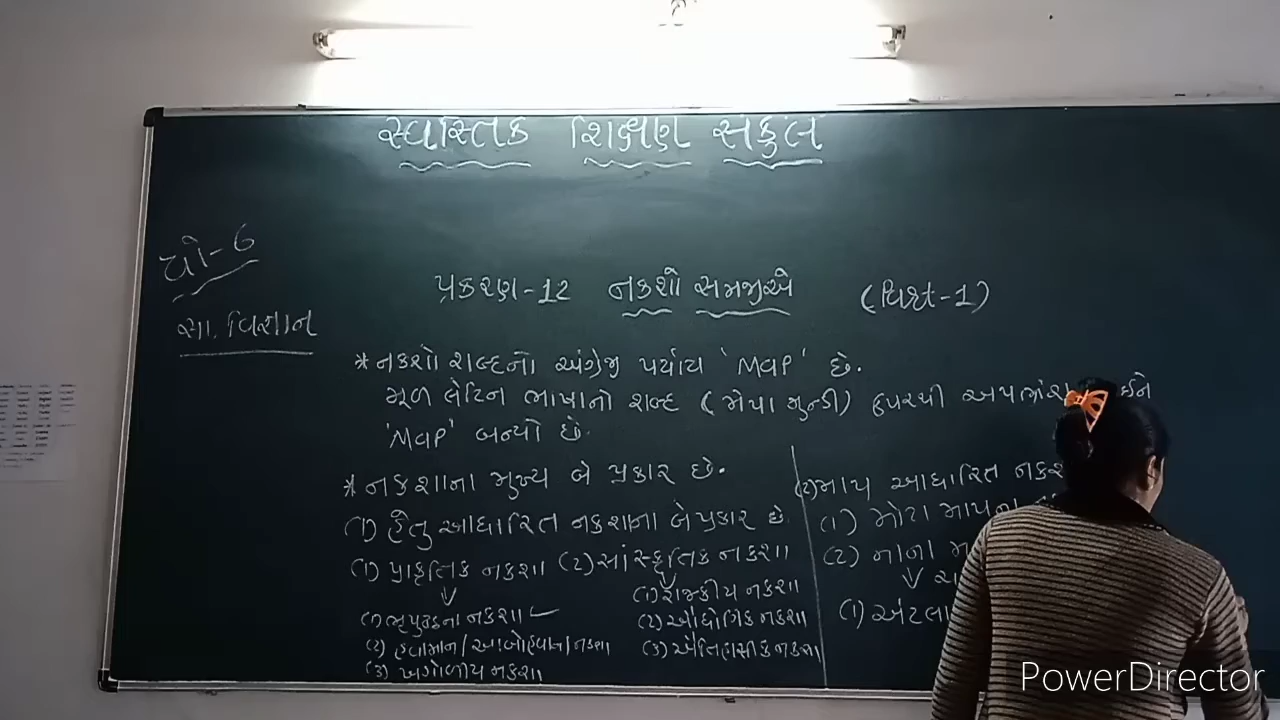 સ્વાસ્તિક શિક્ષણ સંકુલ
ધો-6
સા. વિજ્ઞાન
પ્રકરણ-12 નકશો સમજીએ (વિભાગ-1)
* નકશો શબ્દનો અંગ્રેજી પર્યાય 'Map' છે.
મૂળ લેટિન ભાષાનો શબ્દ (મેપા મુન્ડી) ઉપરથી
'Map' બન્યો છે.
* નકશાના મુખ્ય બે પ્રકાર છે.
(1) હેતુ આધારિત નકશાના બે પ્રકાર છે
(1) પ્રાકૃતિક નકશા (2) સાંસ્કૃતિક નકશા
(1) ભૂપૃષ્ઠના નકશા
(2) હવામાન/આબોહવાના નકશા
(3) ખગોળીય નકશા
(1) રાજકીય નકશા
(2) ઔદ્યોગિક નકશા
(3) ઐતિહાસીક નકશા
(2) માપ આધારિત
(1) મોટા માપના
(2) નાના
(1) એટલા
PowerDirector